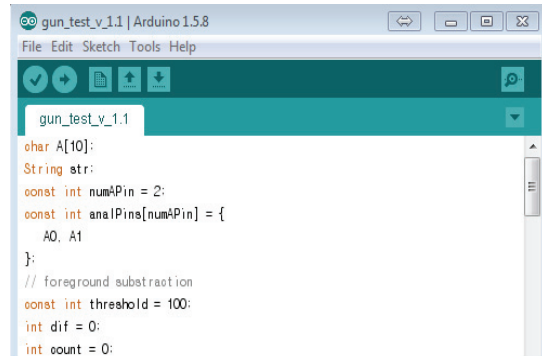 gun_test_v_1.1 | Arduino 1.5.8
File Edit Sketch Tools Help
gun_test_v_1.1
char A[10];
String str;
const int numAPin = 2;
const int analPins[numAPin] = {
A0, A1
};
// foreground substraction
const int threshold = 100;
int dif = 0;
int count = 0;